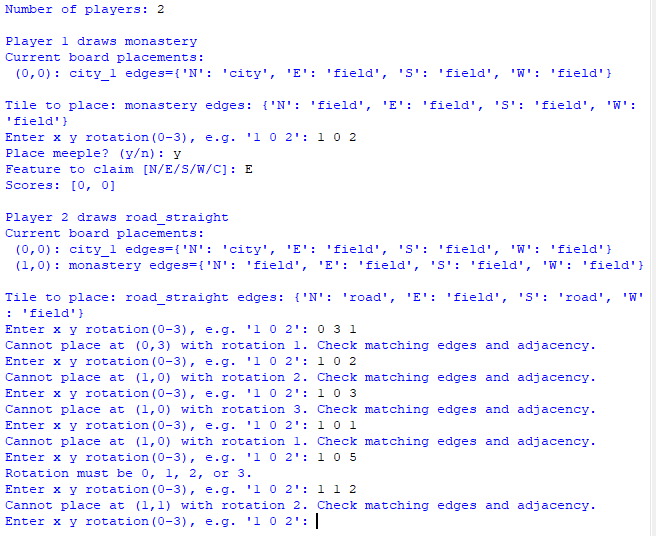 Number of players: 2
Player 1 draws monastery
Current board placements:
(0,0): city_1 edges={'N': 'city', 'E': 'field', 'S': 'field', 'W': 'field'}
Tile to place: monastery edges: {'N': 'field', 'E': 'field', 'S': 'field', 'W':
'field'}
Enter x y rotation(0-3), e.g. '1 0 2': 1 0 2
Place meeple? (y/n): y
Feature to claim [N/E/S/W/C]: E
Scores: [0, 0]
Player 2 draws road_straight
Current board placements:
(0,0): city_1 edges={'N': 'city', 'E': 'field', 'S': 'field', 'W': 'field'}
(1,0): monastery edges={'N': 'field', 'E': 'field', 'S': 'field', 'W': 'field'}
Tile to place: road_straight edges: {'N': 'road', 'E': 'field', 'S': 'road', 'W'
: 'field'}
Enter x y rotation(0-3), e.g. '1 0 2': 0 3 1
Cannot place at (0,3) with rotation 1. Check matching edges and adjacency.
Enter x y rotation(0-3), e.g. '1 0 2': 1 0 2
Cannot place at (1,0) with rotation 2. Check matching edges and adjacency.
Enter x y rotation(0-3), e.g. '1 0 2': 1 0 3
Cannot place at (1,0) with rotation 3. Check matching edges and adjacency.
Enter x y rotation(0-3), e.g. '1 0 2': 1 0 1
Cannot place at (1,0) with rotation 1. Check matching edges and adjacency.
Enter x y rotation(0-3), e.g. '1 0 2': 1 0 5
Rotation must be 0, 1, 2, or 3.
Enter x y rotation(0-3), e.g. '1 0 2': 1 1 2
Cannot place at (1,1) with rotation 2. Check matching edges and adjacency.
Enter x y rotation(0-3), e.g. '1 0 2':